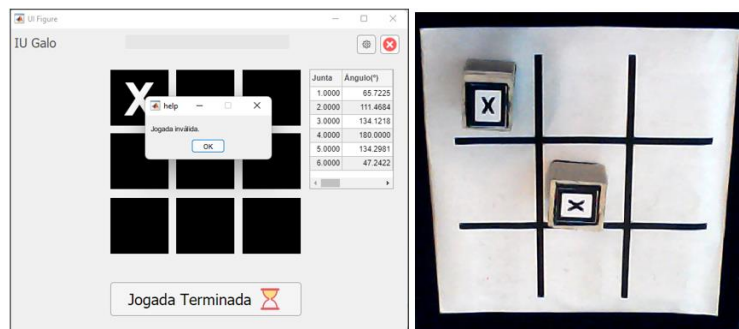 UI Figure
IU Galo
X
help
Jogada inválida.
OK
Junta Ângulo(º)
1.0000 65.7225
2.0000 111.4684
3.0000 134.1218
4.0000 180.0000
5.0000 134.2981
6.0000 47.2422
Jogada Terminada
X
X